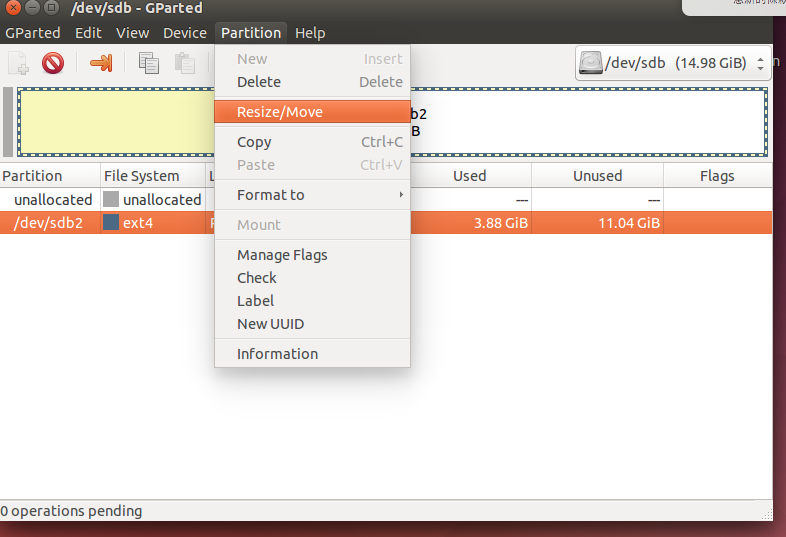 /dev/sdb - GParted
GParted Edit View Device Partition Help
New Insert
Delete Delete
Resize/Move
Copy Ctrl+C
Paste Ctrl+V
Format to
Mount
Manage Flags
Check
Label
New UUID
Information
/dev/sdb (14.98 GiB)
n
b2
B
Partition File System L Used Unused Flags
unallocated unallocated --- ---
/dev/sdb2 ext4 3.88 GiB 11.04 GiB
0 operations pending